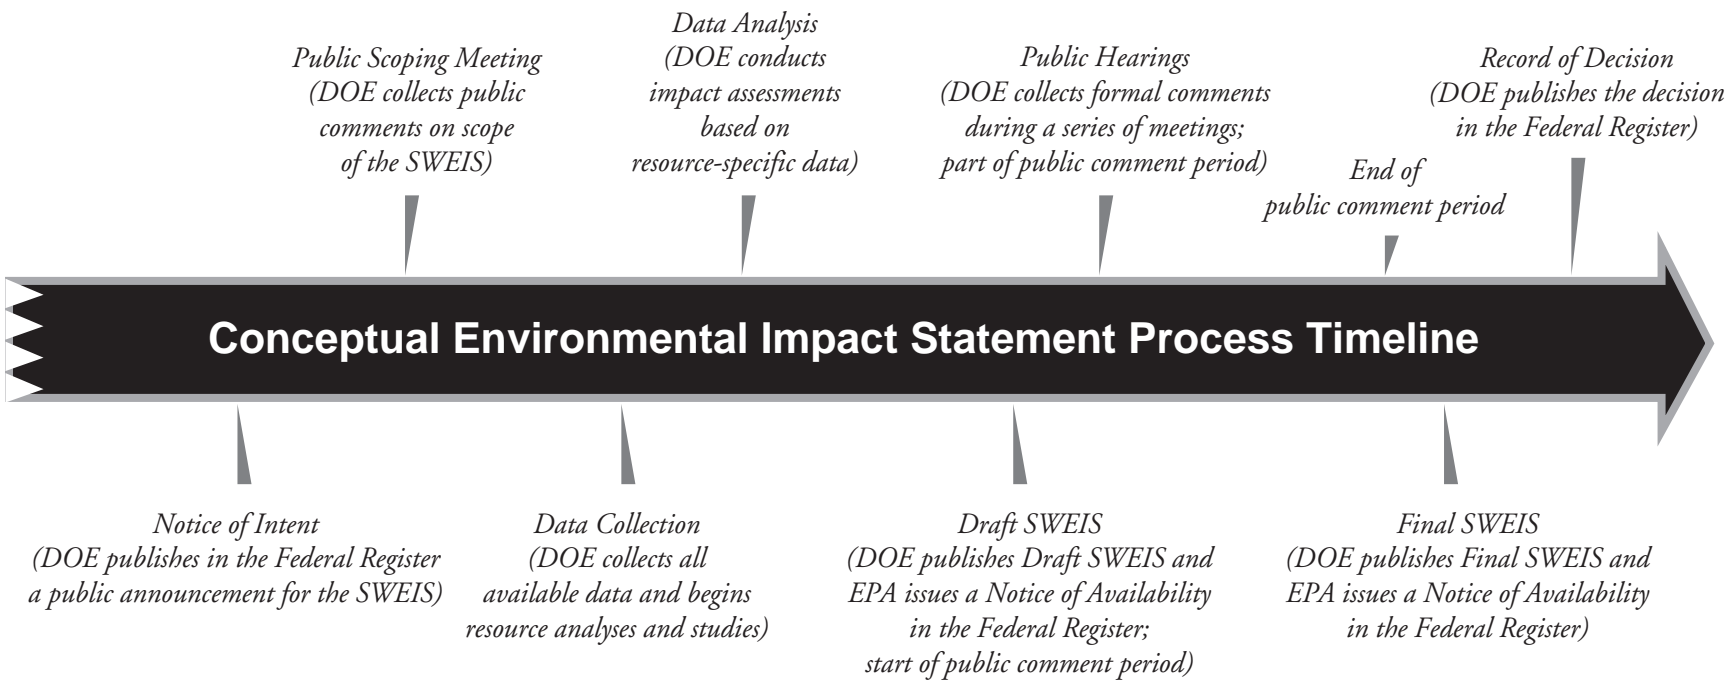 Public Scoping Meeting
(DOE collects public
comments on scope
of the SWEIS)
Data Analysis
(DOE conducts
impact assessments
based on
resource-specific data)
Public Hearings
(DOE collects formal comments
during a series of meetings;
part of public comment period)
End of
public comment period
Record of Decision
(DOE publishes the decision
in the Federal Register)
Conceptual Environmental Impact Statement Process Timeline
Notice of Intent
(DOE publishes in the Federal Register
a public announcement for the SWEIS)
Data Collection
(DOE collects all
available data and begins
resource analyses and studies)
Draft SWEIS
(DOE publishes Draft SWEIS and
EPA issues a Notice of Availability
in the Federal Register;
start of public comment period)
Final SWEIS
(DOE publishes Final SWEIS and
EPA issues a Notice of Availability
in the Federal Register)